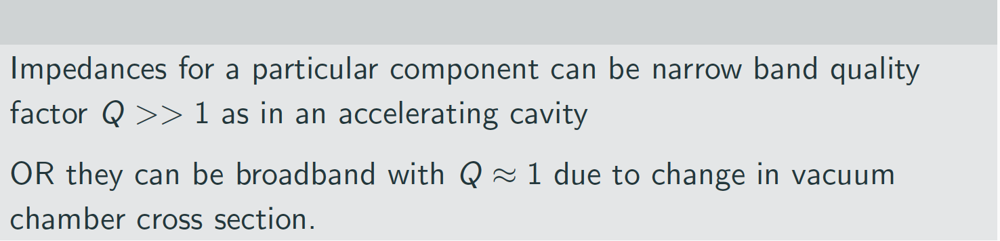 Impedances for a particular component can be narrow band quality
factor Q >> 1 as in an accelerating cavity
OR they can be broadband with Q ≈ 1 due to change in vacuum
chamber cross section.